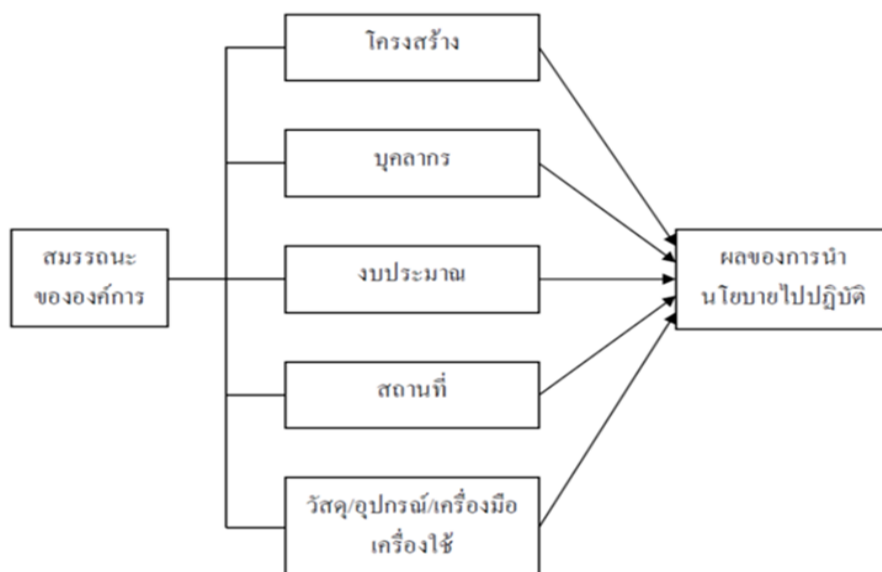 โครงสร้าง
บุคลากร
สมรรถนะ
ขององค์การ
งบประมาณ
ผลของการนำ
นโยบายไปปฏิบัติ
สถานที่
วัสดุ/อุปกรณ์/เครื่องมือ
เครื่องใช้